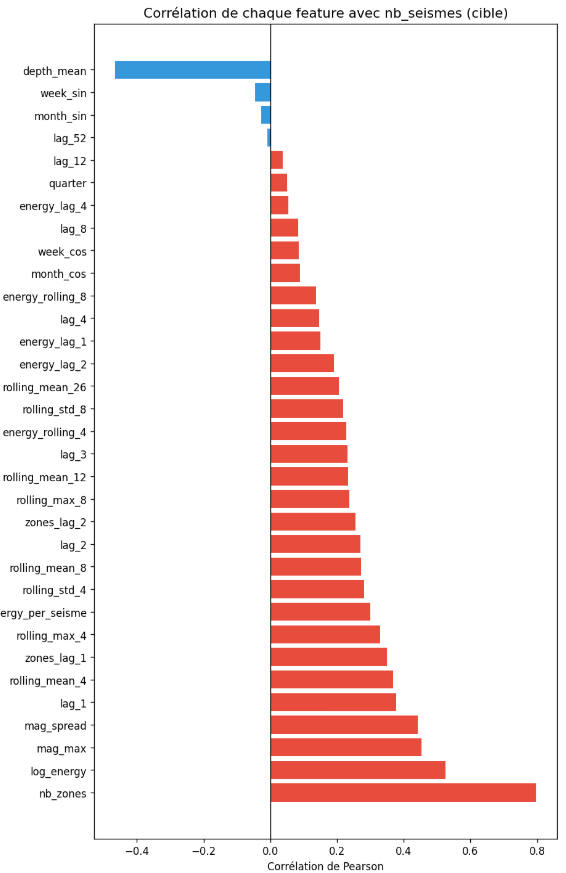 Corrélation de chaque feature avec nb_seismes (cible)
depth_mean
week_sin
month_sin
lag_52
lag_12
quarter
energy_lag_4
lag_8
week_cos
month_cos
energy_rolling_8
lag_4
energy_lag_1
energy_lag_2
rolling_mean_26
rolling_std_8
energy_rolling_4
lag_3
rolling_mean_12
rolling_max_8
zones_lag_2
lag_2
rolling_mean_8
rolling_std_4
ergy_per_seisme
rolling_max_4
zones_lag_1
rolling_mean_4
lag_1
mag_spread
mag_max
log_energy
nb_zones
−0.4 −0.2 0.0 0.2 0.4 0.6 0.8
Corrélation de Pearson